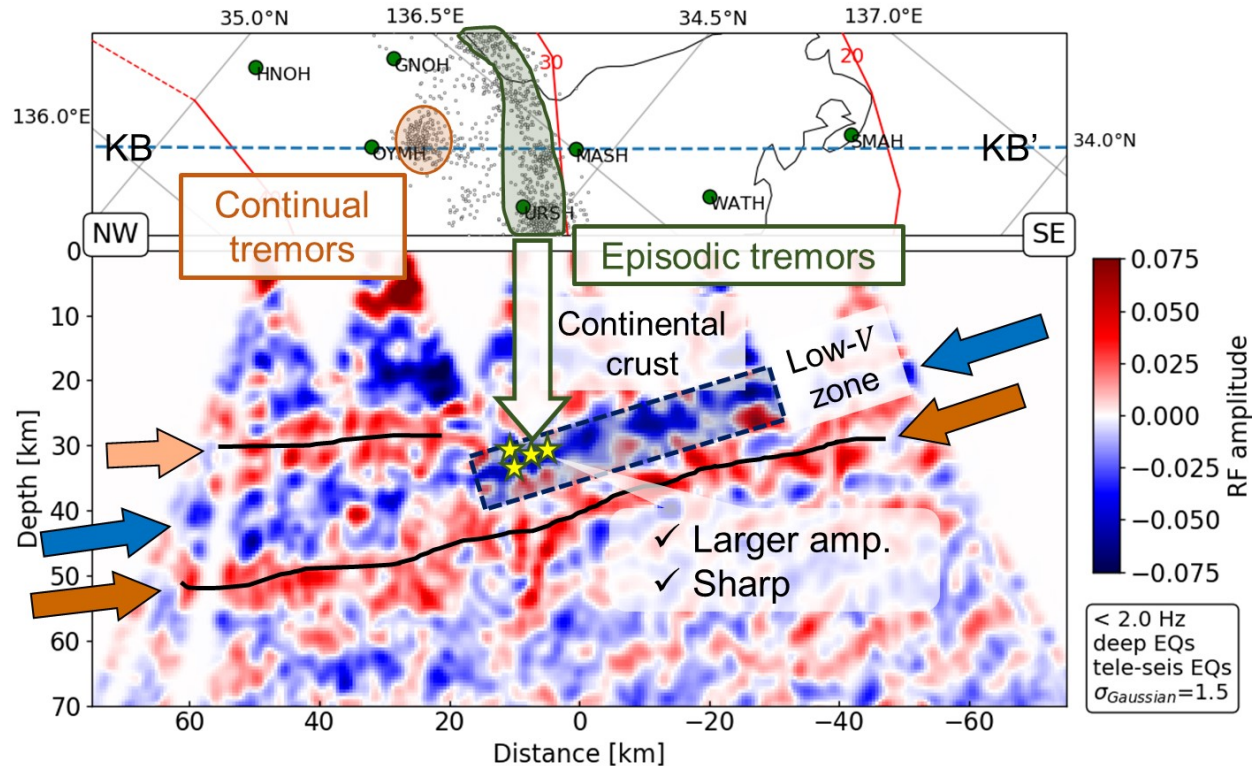 35.0°N 136.5°E 34.5°N 137.0°E
HNOH
GNOH
30
20
136.0°E
KB
OYMH
MASH
SMAH
KB’
34.0°N
URSH
WATH
Continual
tremors
NW
SE
Episodic tremors
Continental
crust
Low-V
zone
✓ Larger amp.
✓ Sharp
0
10
20
30
40
50
60
70
Depth [km]
60 40 20 0 −20 −40 −60
Distance [km]
0.075
0.050
0.025
0.000
−0.025
−0.050
−0.075
RF amplitude
< 2.0 Hz
deep EQs
tele-seis EQs
σGaussian=1.5